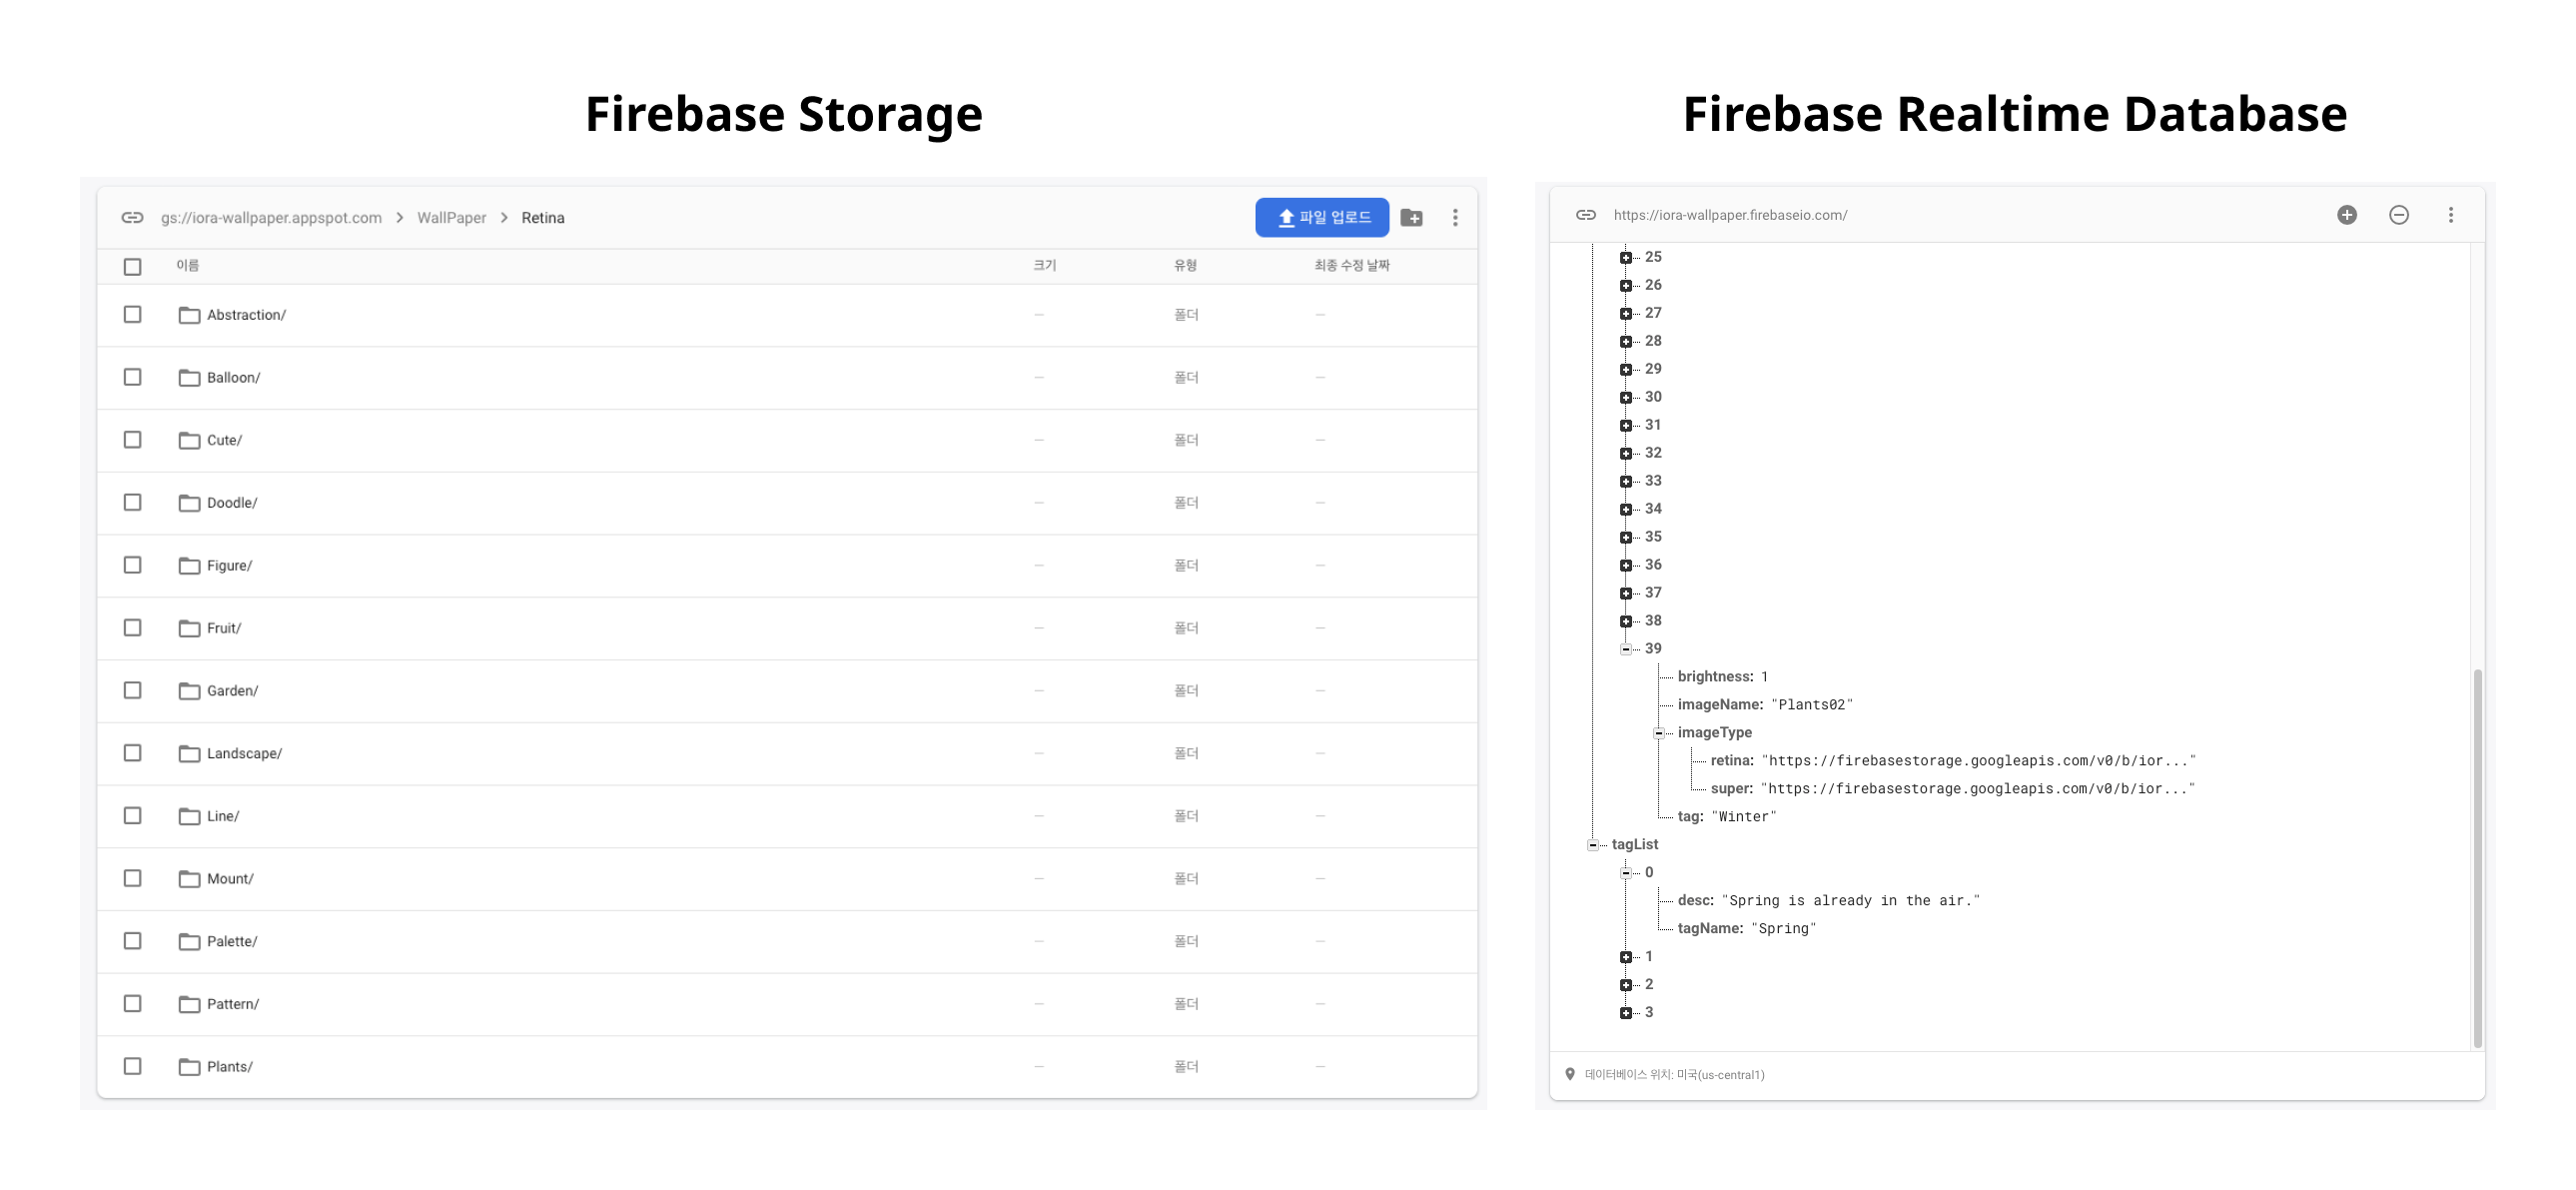 Firebase Storage
gs://iora-wallpaper.appspot.com > WallPaper > Retina 파일 업로드
이름 크기 유형 최종 수정 날짜
Abstraction/ — 폴더 —
Balloon/ — 폴더 —
Cute/ — 폴더 —
Doodle/ — 폴더 —
Figure/ — 폴더 —
Fruit/ — 폴더 —
Garden/ — 폴더 —
Landscape/ — 폴더 —
Line/ — 폴더 —
Mount/ — 폴더 —
Palette/ — 폴더 —
Pattern/ — 폴더 —
Plants/ — 폴더 —
Firebase Realtime Database
https://iora-wallpaper.firebaseio.com/
25
26
27
28
29
30
31
32
33
34
35
36
37
38
39
brightness: 1
imageName: "Plants02"
imageType
retina: "https://firebasestorage.googleapis.com/v0/b/ior..."
super: "https://firebasestorage.googleapis.com/v0/b/ior..."
tag: "Winter"
tagList
0
desc: "Spring is already in the air."
tagName: "Spring"
1
2
3
데이터베이스 위치: 미국(us-central1)